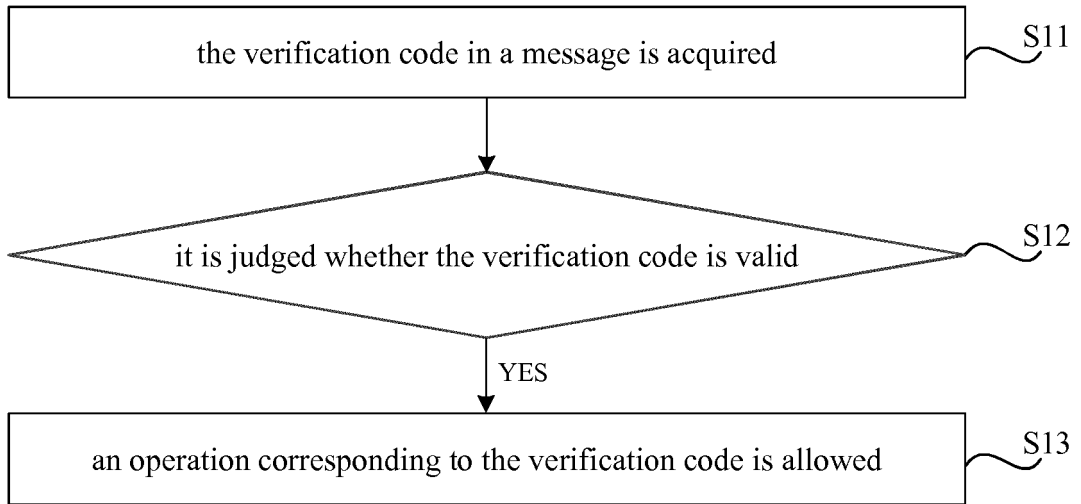 the verification code in a message is acquired
S11
it is judged whether the verification code is valid
S12
YES
an operation corresponding to the verification code is allowed
S13